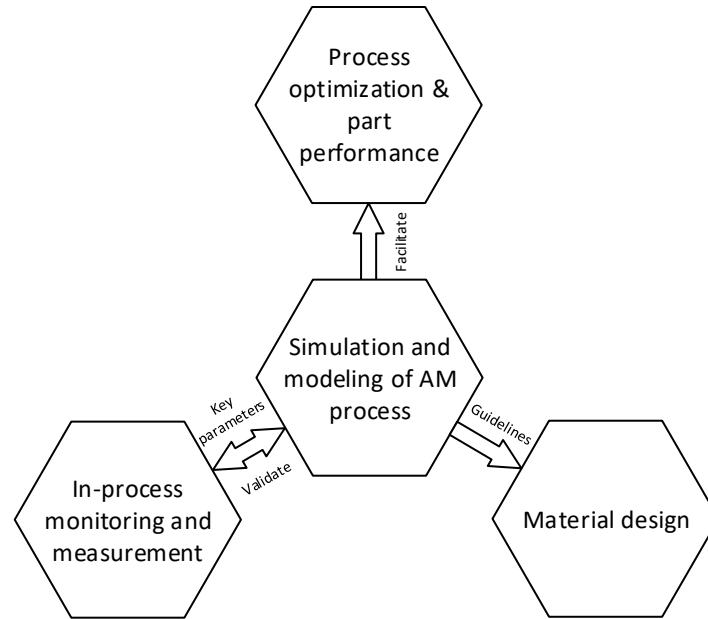 Process
optimization &
part
performance
Facilitate
Simulation and
modeling of AM
process
Key
parameters
Validate
Guidelines
In-process
monitoring and
measurement
Material design